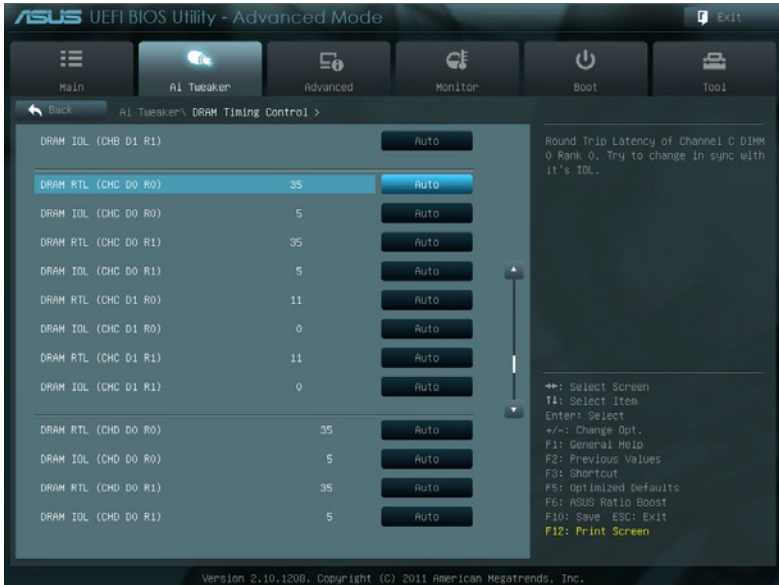 ASUS UEFI BIOS Utility - Advanced Mode
Exit
Main
Ai Tweaker
Advanced
Monitor
Boot
Tool
Back
Ai Tweaker\ DRAM Timing Control >
DRAM IOL (CHB D1 R1) Auto
DRAM RTL (CHC D0 R0) 35 Auto
DRAM IOL (CHC D0 R0) 5 Auto
DRAM RTL (CHC D0 R1) 35 Auto
DRAM IOL (CHC D0 R1) 5 Auto
DRAM RTL (CHC D1 R0) 11 Auto
DRAM IOL (CHC D1 R0) 0 Auto
DRAM RTL (CHC D1 R1) 11 Auto
DRAM IOL (CHC D1 R1) 0 Auto
DRAM RTL (CHD D0 R0) 35 Auto
DRAM IOL (CHD D0 R0) 5 Auto
DRAM RTL (CHD D0 R1) 35 Auto
DRAM IOL (CHD D0 R1) 5 Auto
Round Trip Latency of Channel C DIMM
0 Rank 0. Try to change in sync with
it's IOL.
→←: Select Screen
↑↓: Select Item
Enter: Select
+/-: Change Opt.
F1: General Help
F2: Previous Values
F3: Shortcut
F5: Optimized Defaults
F6: ASUS Ratio Boost
F10: Save ESC: Exit
F12: Print Screen
Version 2.10.1208. Copyright (C) 2011 American Megatrends, Inc.